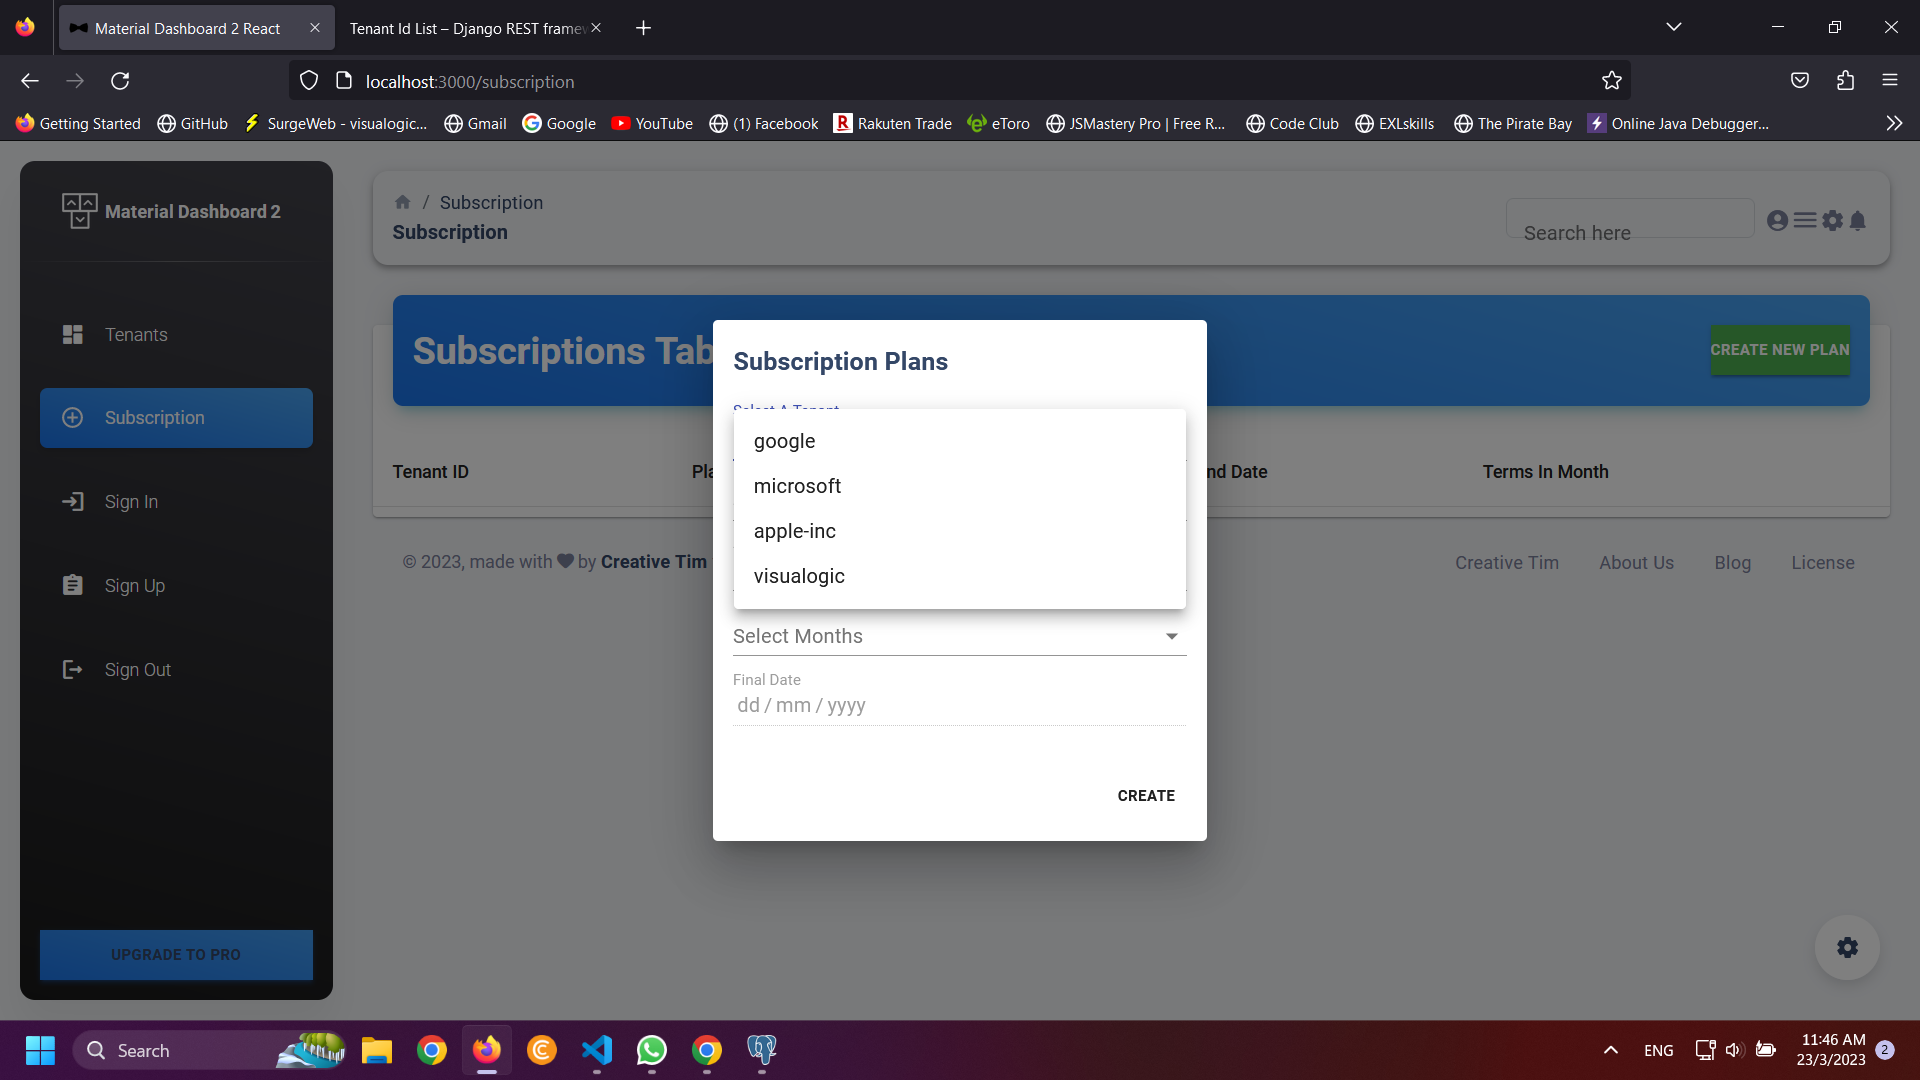 Material Dashboard 2 React
Tenant Id List – Django REST framew
localhost:3000/subscription
Getting Started
GitHub
SurgeWeb - visualogic...
Gmail
Google
YouTube
(1) Facebook
Rakuten Trade
eToro
JSMastery Pro | Free R...
Code Club
EXLskills
The Pirate Bay
Online Java Debugger...
Material Dashboard 2
Tenants
Subscription
Sign In
Sign Up
Sign Out
UPGRADE TO PRO
/ Subscription
Subscription
Search here
Subscriptions Tab
CREATE NEW PLAN
Tenant ID
Pla
nd Date
Terms In Month
© 2023, made with by Creative Tim
Creative Tim
About Us
Blog
License
Subscription Plans
Select A Tenant
google
microsoft
apple-inc
visualogic
Select Months
Final Date
dd / mm / yyyy
CREATE
Search
ENG
11:46 AM
23/3/2023
2